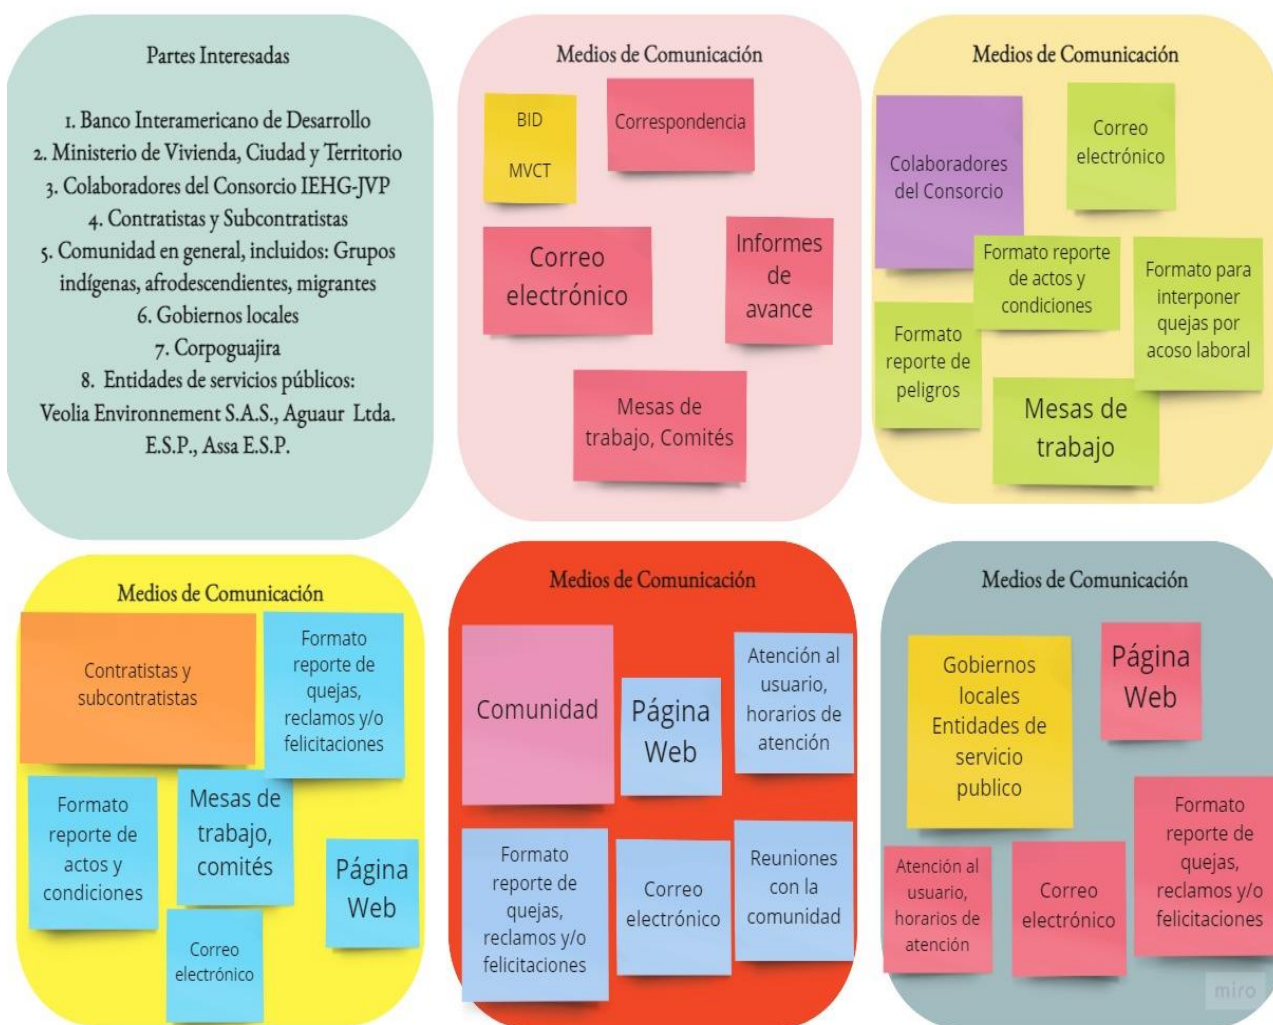 Partes Interesadas
1. Banco Interamericano de Desarrollo
2. Ministerio de Vivienda, Ciudad y Territorio
3. Colaboradores del Consorcio IEHG-JVP
4. Contratistas y Subcontratistas
5. Comunidad en general, incluidos: Grupos
indígenas, afrodescendientes, migrantes
6. Gobiernos locales
7. Corpoguajira
8. Entidades de servicios públicos:
Veolia Environnement S.A.S., Aguaur Ltda.
E.S.P., Assa E.S.P.
Medios de Comunicación
BID
MVCT
Correspondencia
Correo
electrónico
Informes
de
avance
Mesas de
trabajo, Comités
Medios de Comunicación
Colaboradores
del Consorcio
Correo
electrónico
Formato reporte
de actos y
condiciones
Formato para
interponer
quejas por
acoso laboral
Formato
reporte de
peligros
Mesas de
trabajo
Medios de Comunicación
Contratistas y
subcontratistas
Formato
reporte de
quejas,
reclamos y/o
felicitaciones
Formato
reporte de
actos y
condiciones
Mesas de
trabajo,
comités
Página
Web
Correo
electrónico
Medios de Comunicación
Comunidad
Página
Web
Atención al
usuario,
horarios de
atención
Formato
reporte de
quejas,
reclamos y/o
felicitaciones
Correo
electrónico
Reuniones
con la
comunidad
Medios de Comunicación
Gobiernos
locales
Entidades de
servicio
publico
Página
Web
Atención al
usuario,
horarios de
atención
Correo
electrónico
Formato
reporte de
quejas,
reclamos y/o
felicitaciones
miro